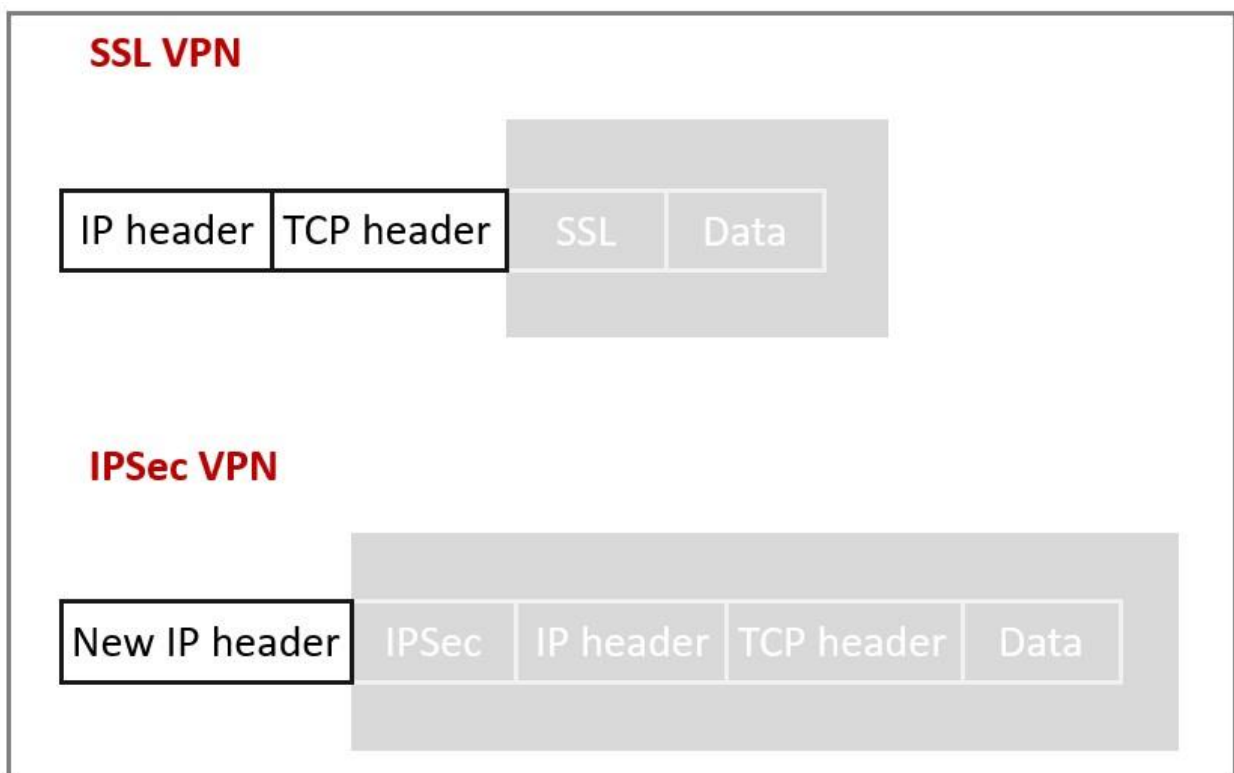 SSL VPN
IP header TCP header SSL Data
IPSec VPN
New IP header IPSec IP header TCP header Data